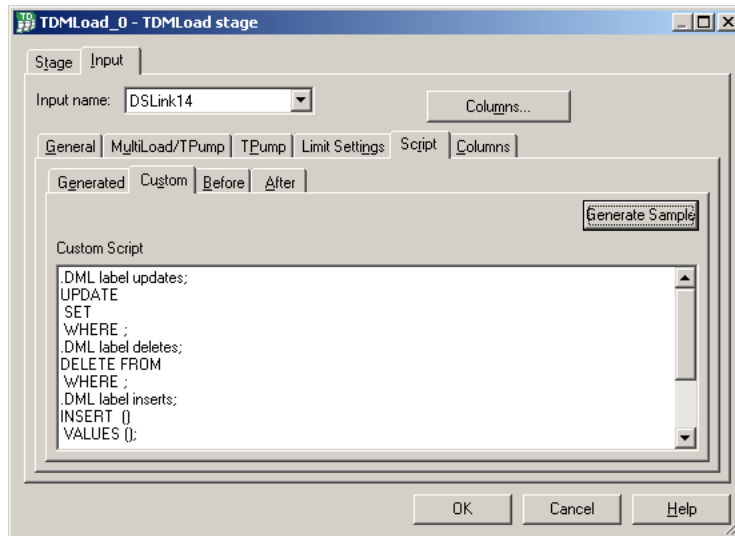 TDMLoad_0 - TDMLoad stage
Stage Input
Input name: DSLink14 Columns...
General MultiLoad/TPump TPump Limit Settings Script Columns
Generated Custom Before After
Generate Sample
Custom Script
.DML label updates;
UPDATE
SET
WHERE ;
.DML label deletes;
DELETE FROM
WHERE ;
.DML label inserts;
INSERT ()
VALUES ();
OK Cancel Help